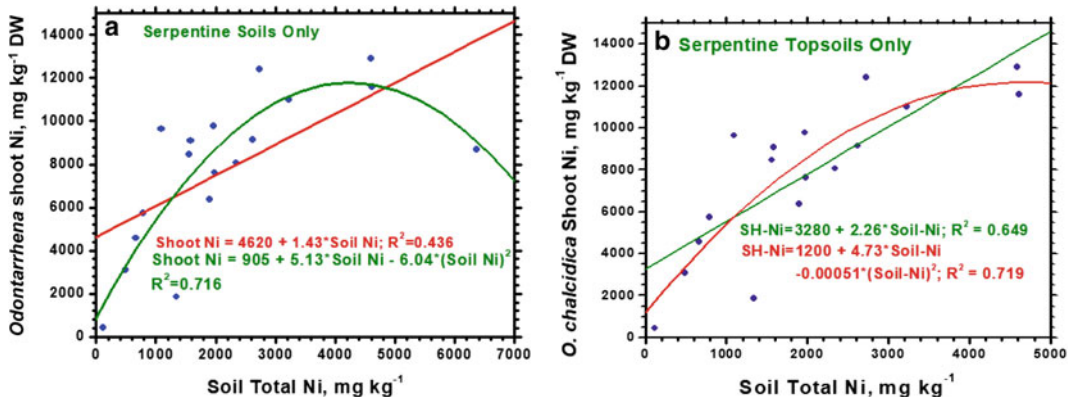 a
Serpentine Soils Only
Odontarrhena shoot Ni, mg kg⁻¹ DW
14000
12000
10000
8000
6000
4000
2000
0
Shoot Ni = 4620 + 1.43*Soil Ni; R²=0.436
Shoot Ni = 905 + 5.13*Soil Ni - 6.04*(Soil Ni)²
R²=0.716
0 1000 2000 3000 4000 5000 6000 7000
Soil Total Ni, mg kg⁻¹
b
Serpentine Topsoils Only
O. chalcidica Shoot Ni, mg kg⁻¹ DW
14000
12000
10000
8000
6000
4000
2000
0
SH-Ni=3280 + 2.26*Soil-Ni; R² = 0.649
SH-Ni=1200 + 4.73*Soil-Ni
-0.00051*(Soil-Ni)²; R² = 0.719
0 1000 2000 3000 4000 5000
Soil Total Ni, mg kg⁻¹